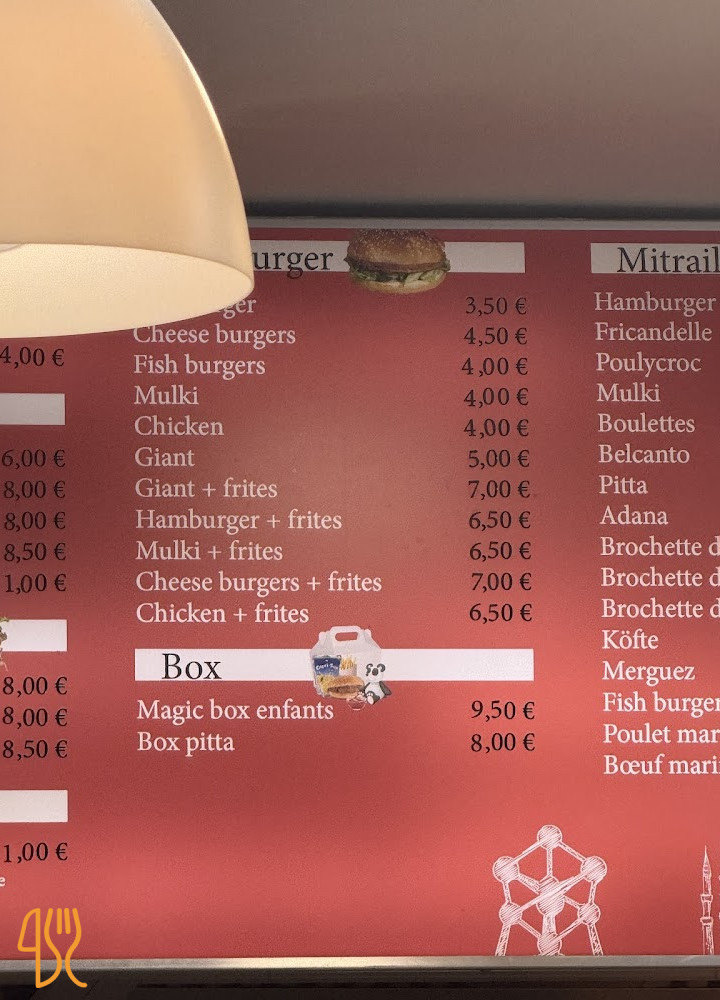 4,00 €
6,00 €
8,00 €
8,00 €
8,50 €
1,00 €
8,00 €
8,00 €
8,50 €
1,00 €
urger
ger 3,50 €
Cheese burgers 4,50 €
Fish burgers 4,00 €
Mulki 4,00 €
Chicken 4,00 €
Giant 5,00 €
Giant + frites 7,00 €
Hamburger + frites 6,50 €
Mulki + frites 6,50 €
Cheese burgers + frites 7,00 €
Chicken + frites 6,50 €
Box
Magic box enfants 9,50 €
Box pitta 8,00 €
Mitrail
Hamburger
Fricandelle
Poulycroc
Mulki
Boulettes
Belcanto
Pitta
Adana
Brochette d
Brochette d
Brochette d
Köfte
Merguez
Fish burger
Poulet mar
Bœuf mari